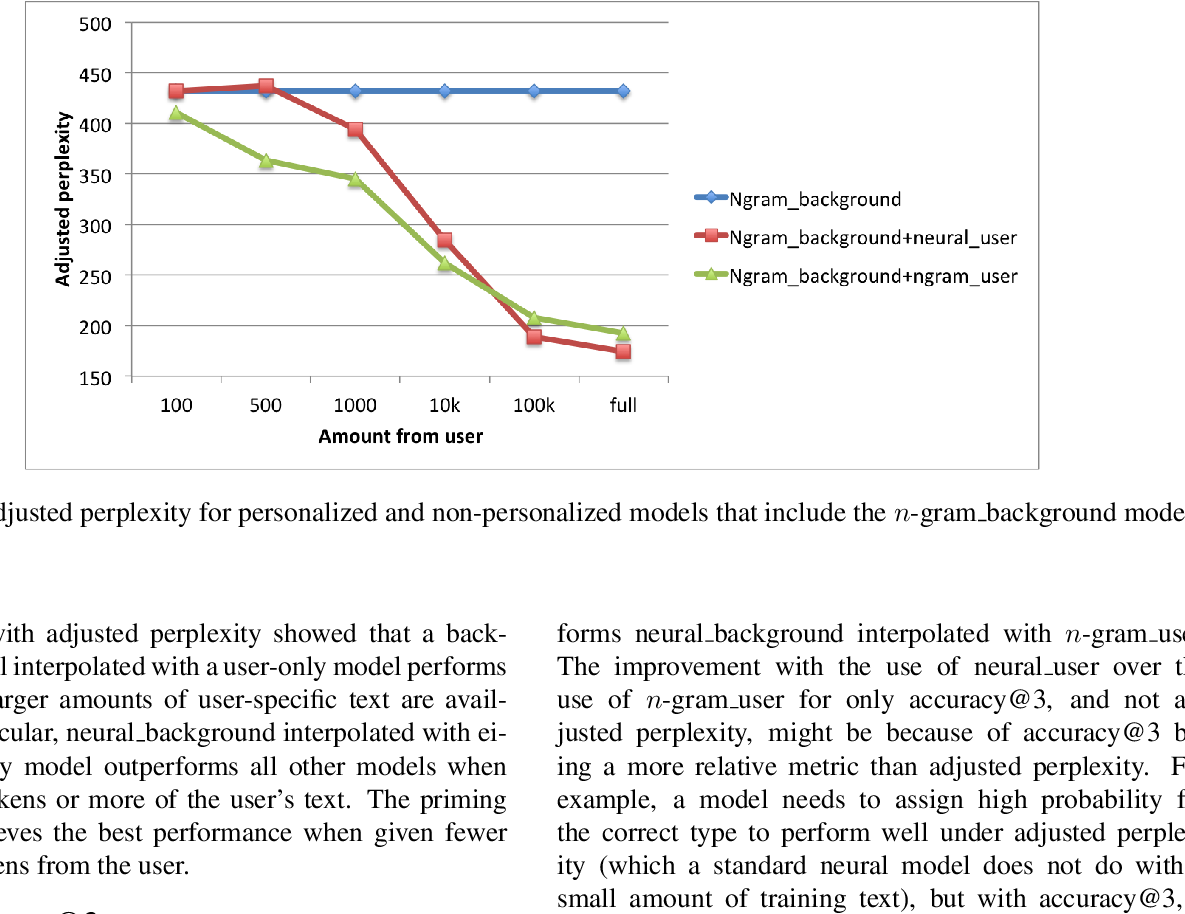 500
450
400
350
300
250
200
150
Adjusted perplexity
100 500 1000 10k 100k full
Amount from user
Ngram_background
Ngram_background+neural_user
Ngram_background+ngram_user
djusted perplexity for personalized and non-personalized models that include the n-gram_background mode
with adjusted perplexity showed that a back-
l interpolated with a user-only model performs
arger amounts of user-specific text are avail-
cular, neural_background interpolated with ei-
y model outperforms all other models when
kens or more of the user's text. The priming
eves the best performance when given fewer
ens from the user.
forms neural_background interpolated with n-gram_use
The improvement with the use of neural_user over th
use of n-gram_user for only accuracy@3, and not a
justed perplexity, might be because of accuracy@3 b
ing a more relative metric than adjusted perplexity. F
example, a model needs to assign high probability f
the correct type to perform well under adjusted perple
ity (which a standard neural model does not do with
small amount of training text), but with accuracy@3,